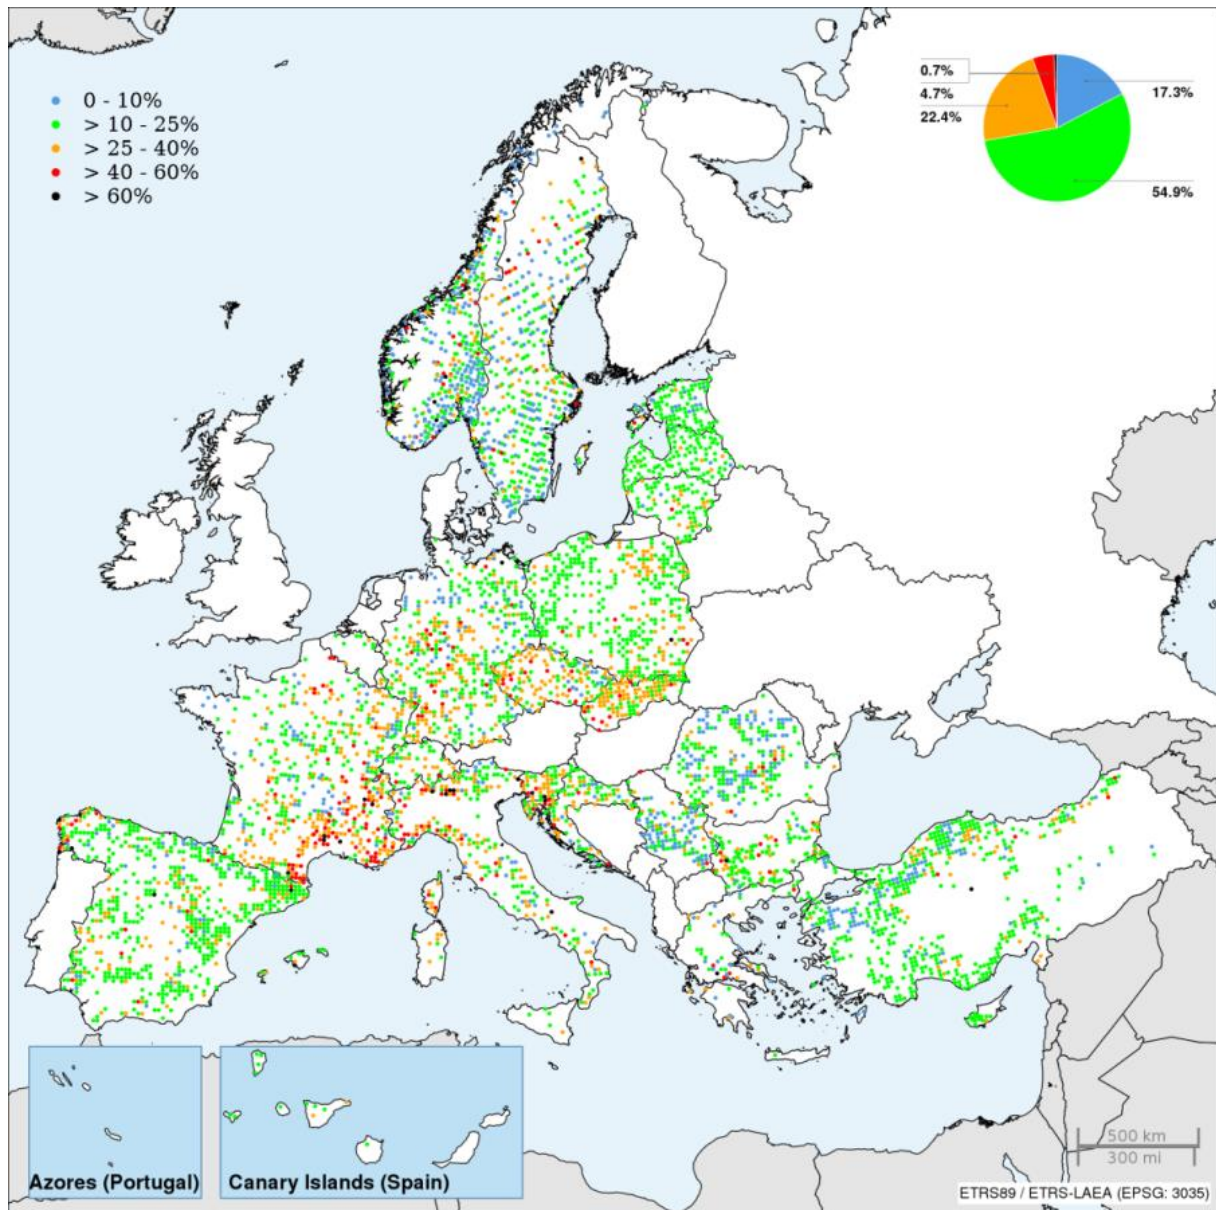 0 - 10%
> 10 - 25%
> 25 - 40%
> 40 - 60%
> 60%
0.7%
4.7%
22.4%
17.3%
54.9%
500 km
300 mi
Azores (Portugal)
Canary Islands (Spain)
ETRS89 / ETRS-LAEA (EPSG: 3035)